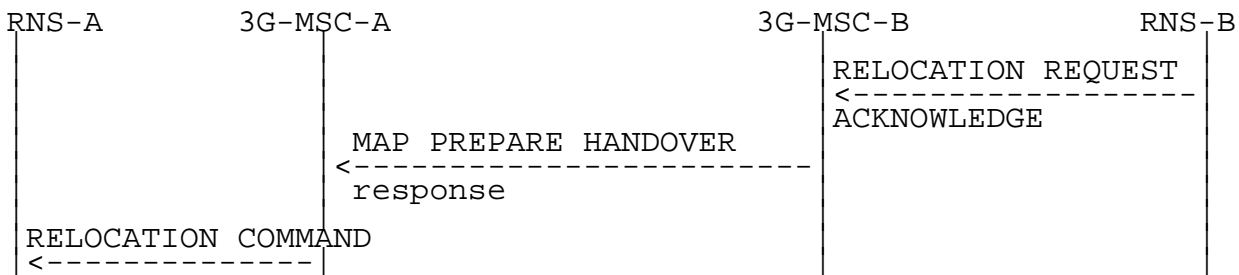 RNS-A 3G-MSC-A 3G-MSC-B RNS-B
RELOCATION REQUEST
ACKNOWLEDGE
MAP PREPARE HANDOVER
response
RELOCATION COMMAND